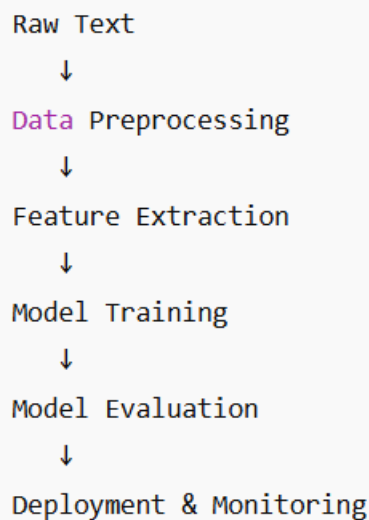 Raw Text
↓
Data Preprocessing
↓
Feature Extraction
↓
Model Training
↓
Model Evaluation
↓
Deployment & Monitoring